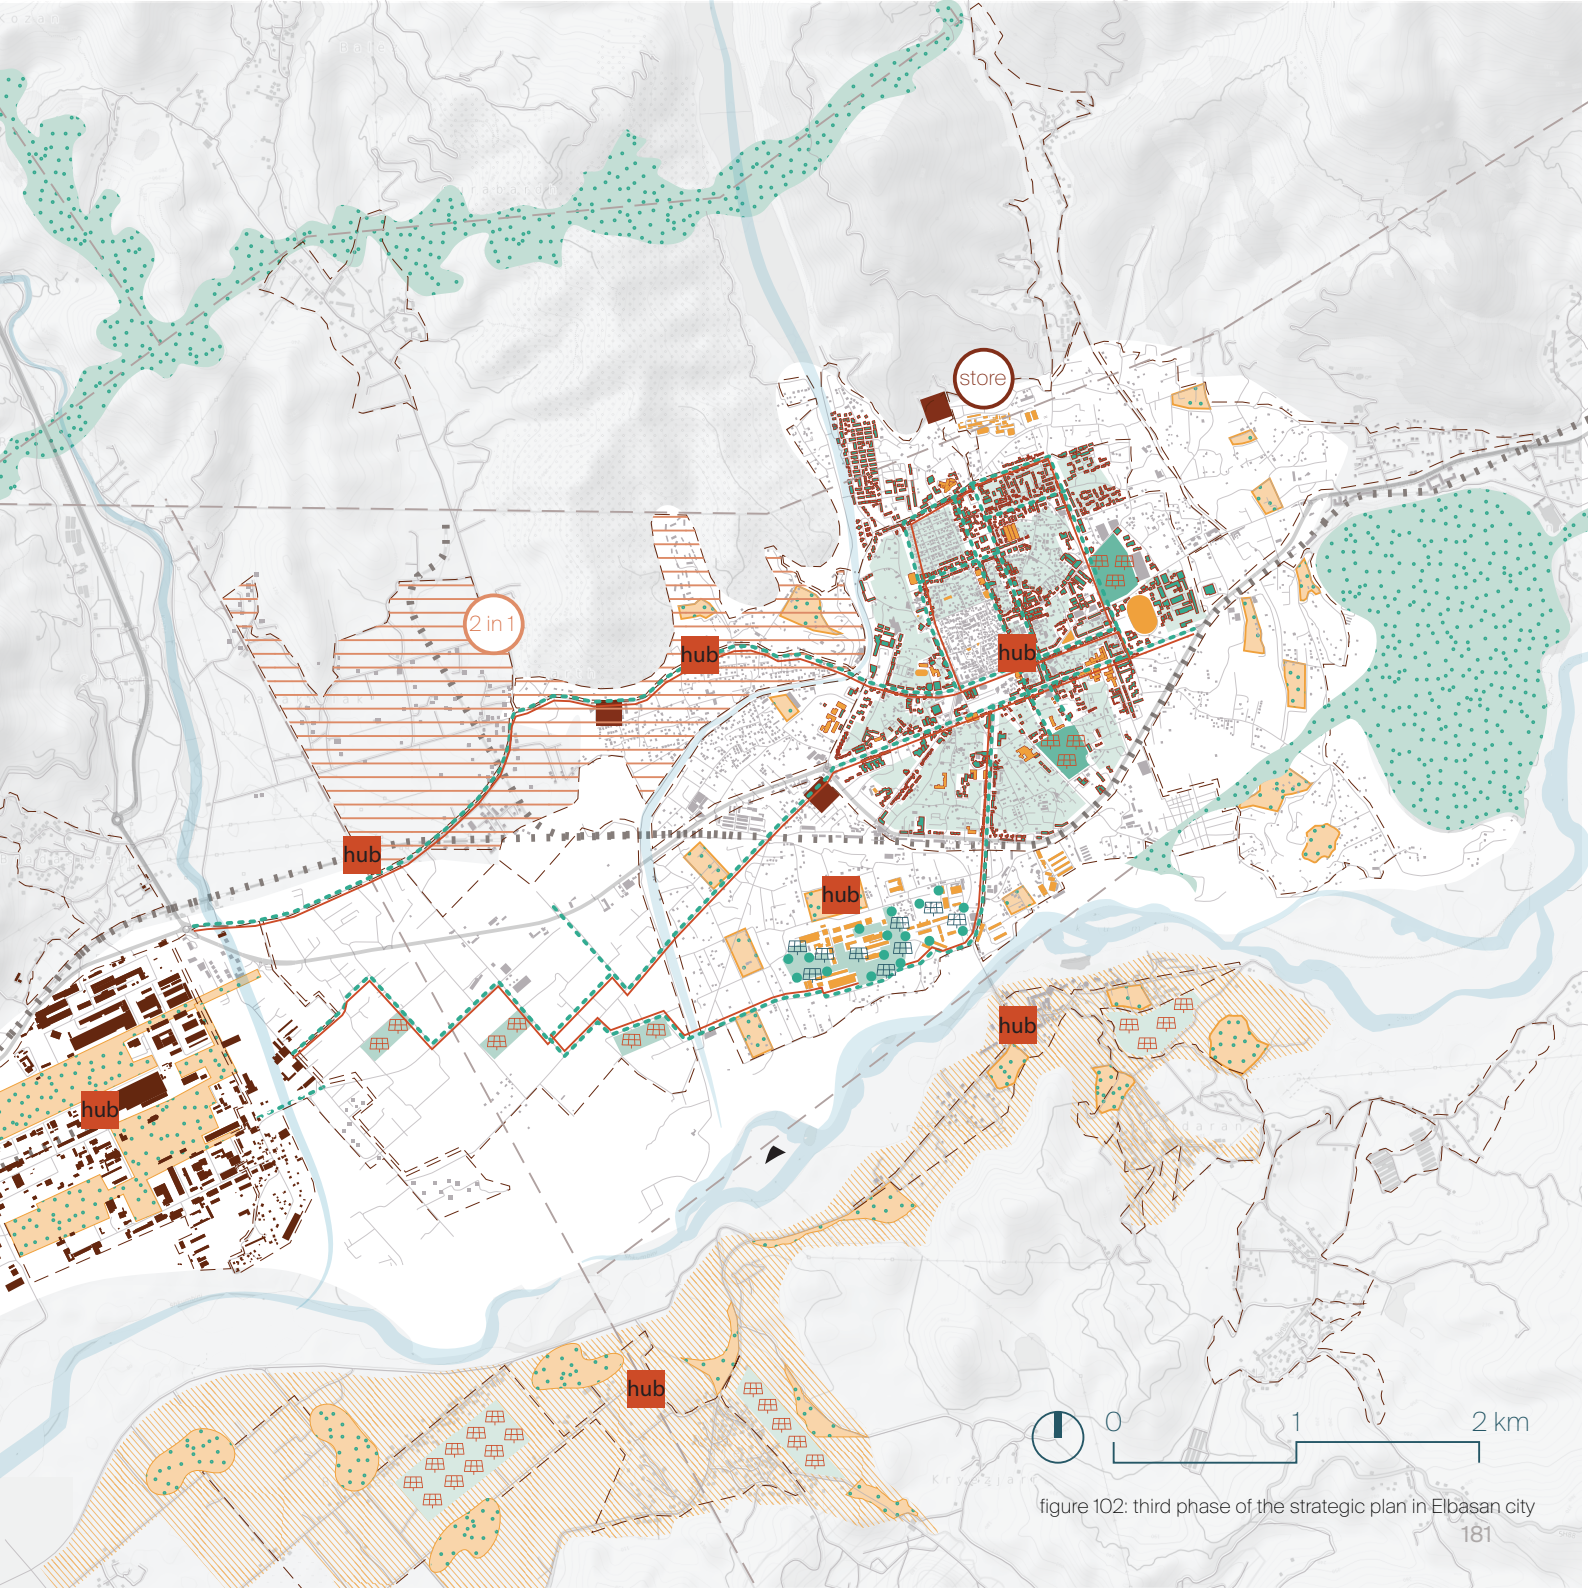 store
2 in 1
hub
hub
hub
hub
hub
hub
hub
0 1 2 km
figure 102: third phase of the strategic plan in Elbasan city
181